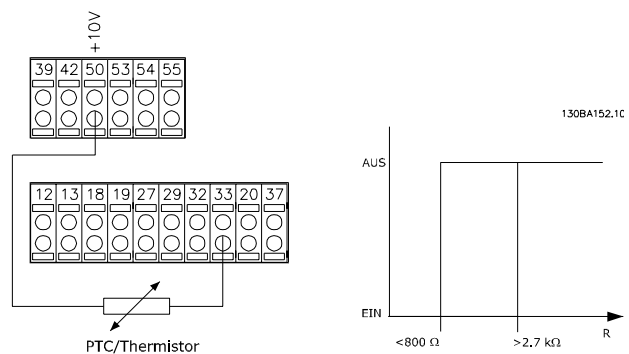 +10V
39 42 50 53 54 55
12 13 18 19 27 29 32 33 20 37
PTC/Thermistor
130BA152.10
AUS
EIN
<800 Ω >2.7 kΩ R